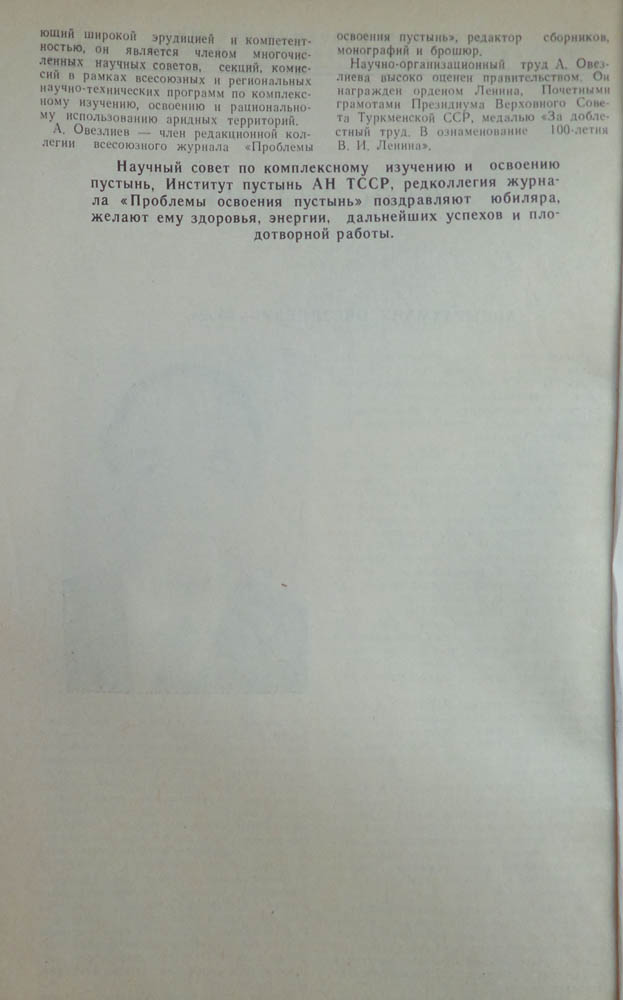 ющий широкой эрудицией и компетент-
ностью, он является членом многочис-
ленных научных советов, секций, комис-
сий в рамках всесоюзных и региональных
научно-технических программ по комплекс-
ному изучению, освоению и рационально-
му использованию аридных территорий.
А. Овезлиев — член редакционной кол-
легии всесоюзного журнала «Проблемы
освоения пустынь», редактор сборников,
монографий и брошюр.
Научно-организационный труд А. Овез-
лиева высоко оценен правительством. Он
награжден орденом Ленина, Почетными
грамотами Президиума Верховного Сове-
та Туркменской ССР, медалью «За добле-
стный труд. В ознаменование 100-летия
В. И. Ленина».
Научный совет по комплексному изучению и освоению
пустынь, Институт пустынь АН ТССР, редколлегия журна-
ла «Проблемы освоения пустынь» поздравляют юбиляра,
желают ему здоровья, энергии, дальнейших успехов и пло-
дотворной работы.